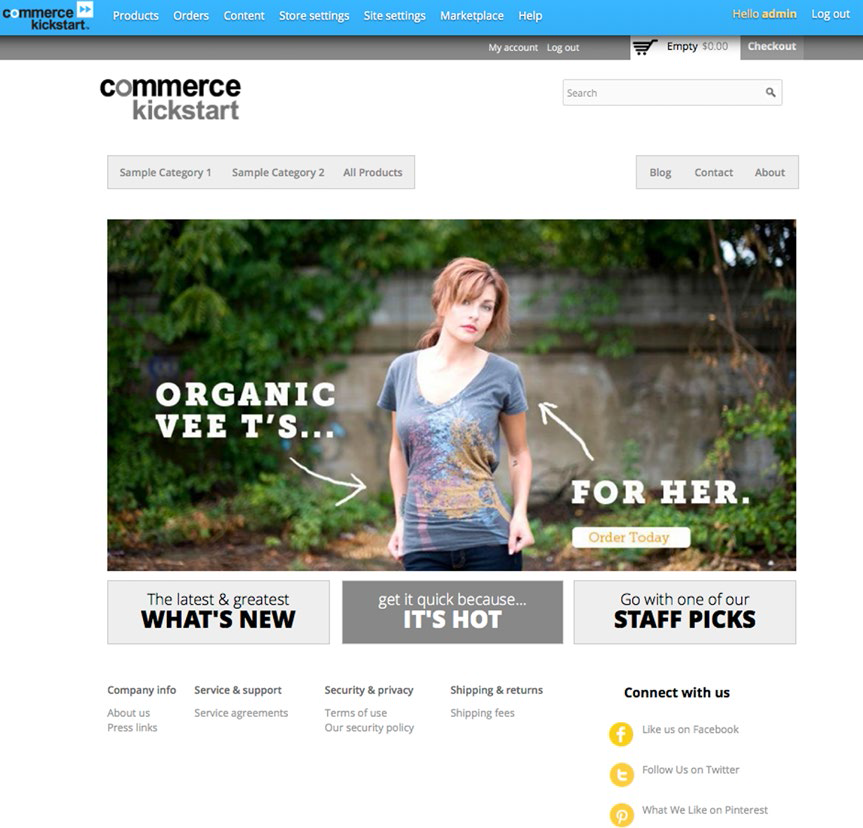 commerce
kickstart
Products Orders Content Store settings Site settings Marketplace Help
Hello admin Log out
My account Log out
Empty $0.00 Checkout
commerce
kickstart
Search
Sample Category 1 Sample Category 2 All Products
Blog Contact About
ORGANIC
VEE T'S...
FOR HER.
Order Today
The latest & greatest
WHAT'S NEW
get it quick because...
IT'S HOT
Go with one of our
STAFF PICKS
Company info
About us
Press links
Service & support
Service agreements
Security & privacy
Terms of use
Our security policy
Shipping & returns
Shipping fees
Connect with us
Like us on Facebook
Follow Us on Twitter
What We Like on Pinterest